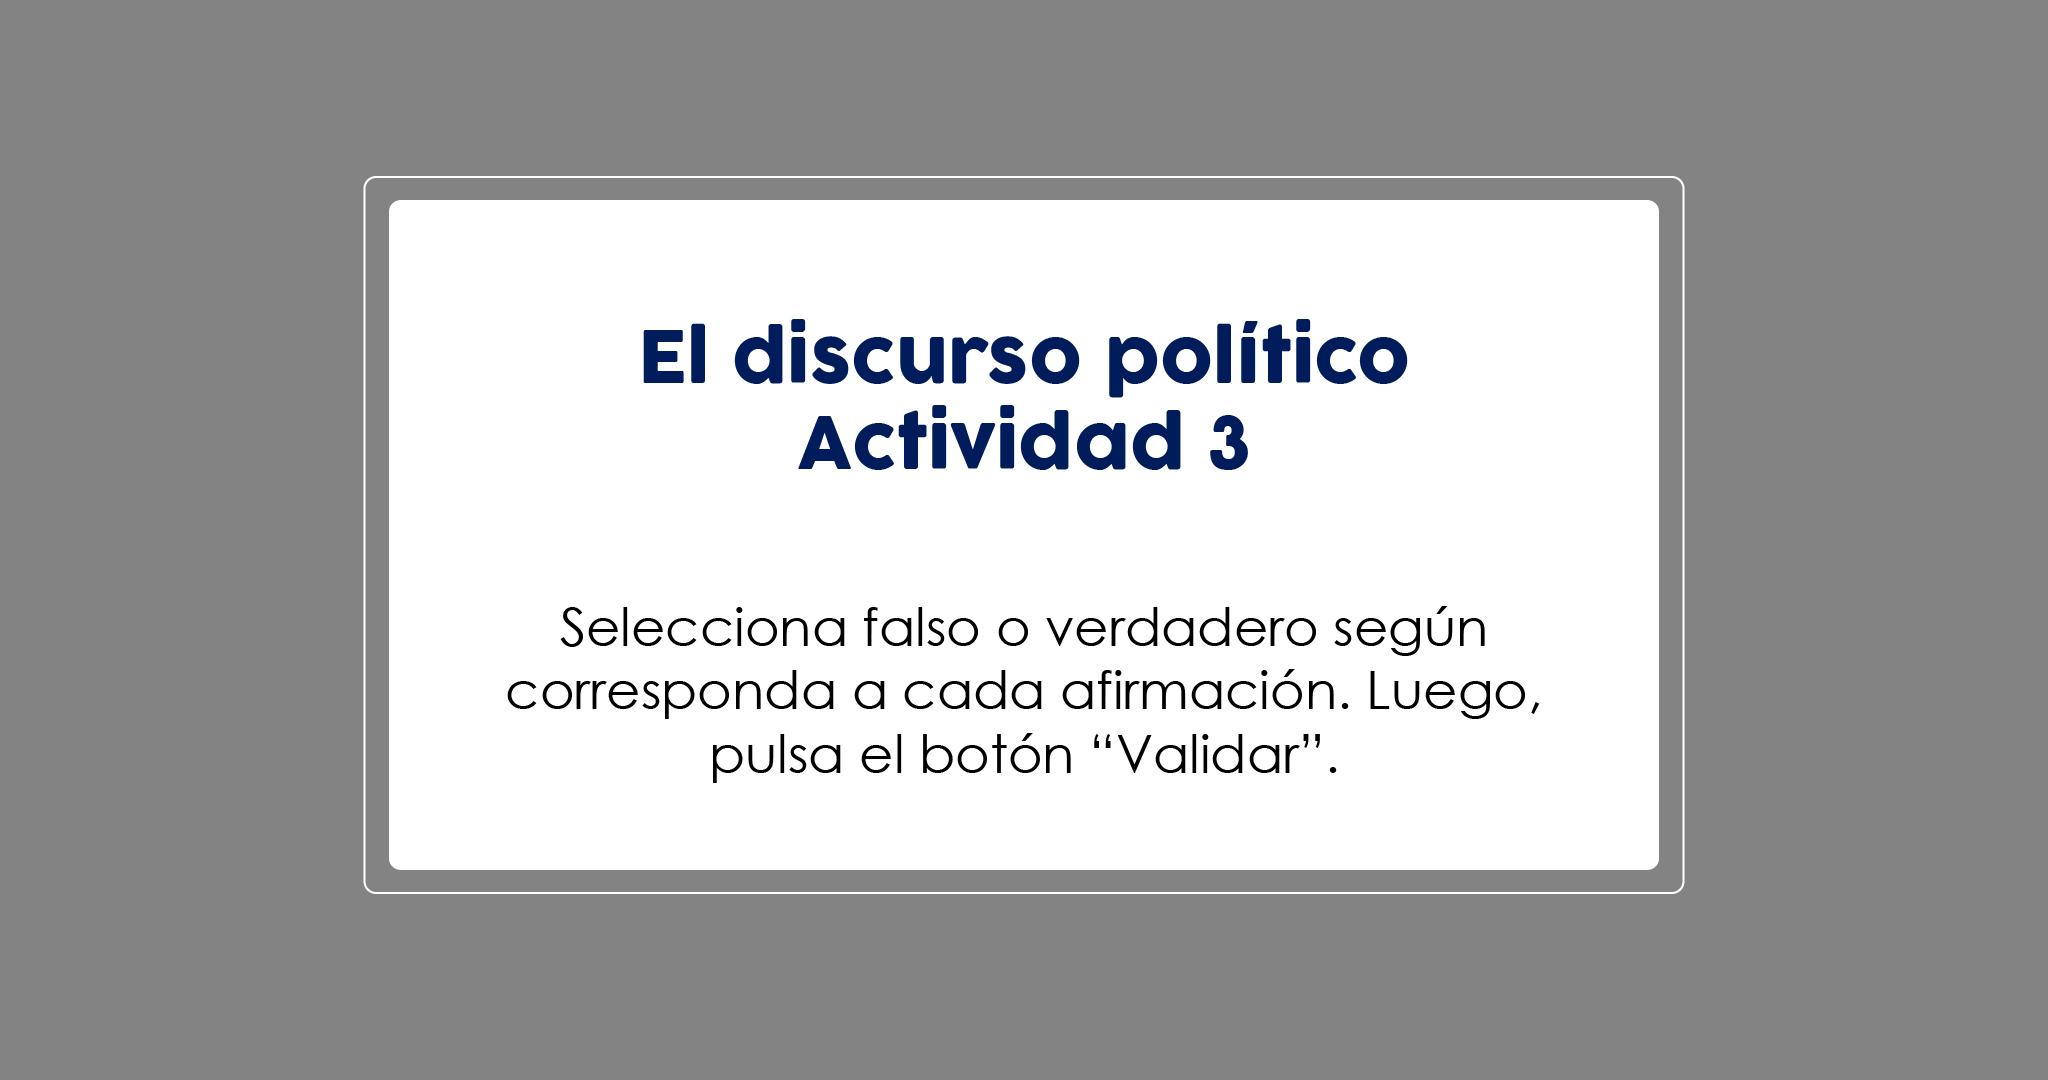 El discurso político
Actividad 3
Selecciona falso o verdadero según
corresponda a cada afirmación. Luego,
pulsa el botón “Validar”.